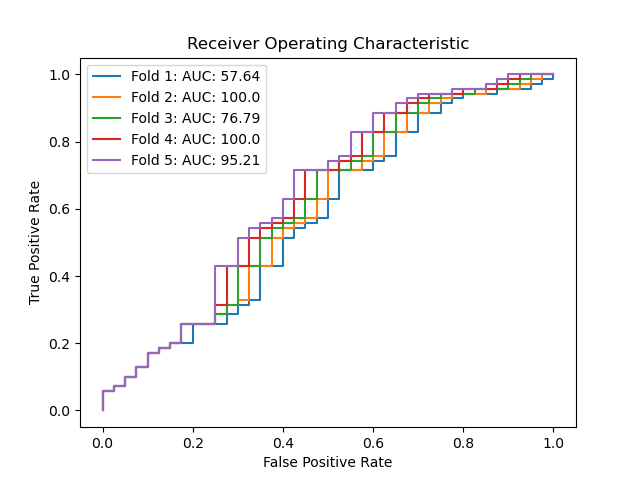 Receiver Operating Characteristic
Fold 1: AUC: 57.64
Fold 2: AUC: 100.0
Fold 3: AUC: 76.79
Fold 4: AUC: 100.0
Fold 5: AUC: 95.21
1.0
0.8
0.6
0.4
0.2
0.0
True Positive Rate
0.0 0.2 0.4 0.6 0.8 1.0
False Positive Rate